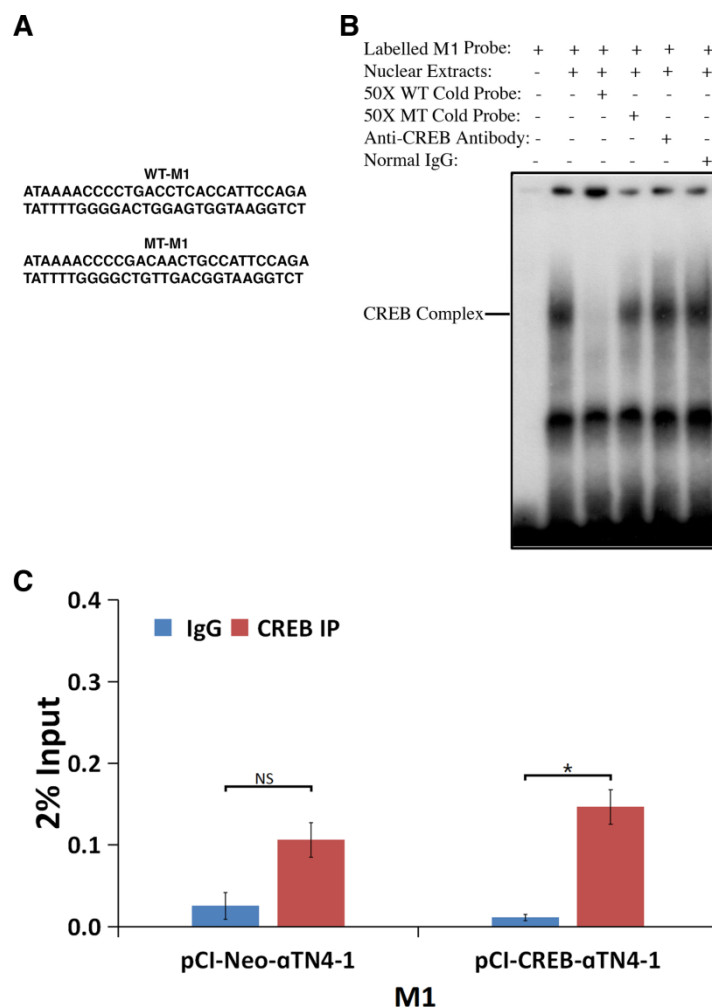 A
WT-M1
ATAAAACCCCTGACCTCACCATTCCAGA
TATTTTGGGGACTGGAGTGGTAAGGTCT
MT-M1
ATAAAACCCCGACAACTGCCATTCCAGA
TATTTTGGGGCTGTTGACGGTAAGGTCT
B
Labelled M1 Probe: + + + + + +
Nuclear Extracts: - + + + + +
50X WT Cold Probe: - - + - - -
50X MT Cold Probe: - - - + - -
Anti-CREB Antibody: - - - - + -
Normal IgG: - - - - - +
CREB Complex
C
0.4
IgG CREB IP
0.3
0.2
NS
*
0.1
0.0
2% Input
pCI-Neo-αTN4-1 pCI-CREB-αTN4-1
M1